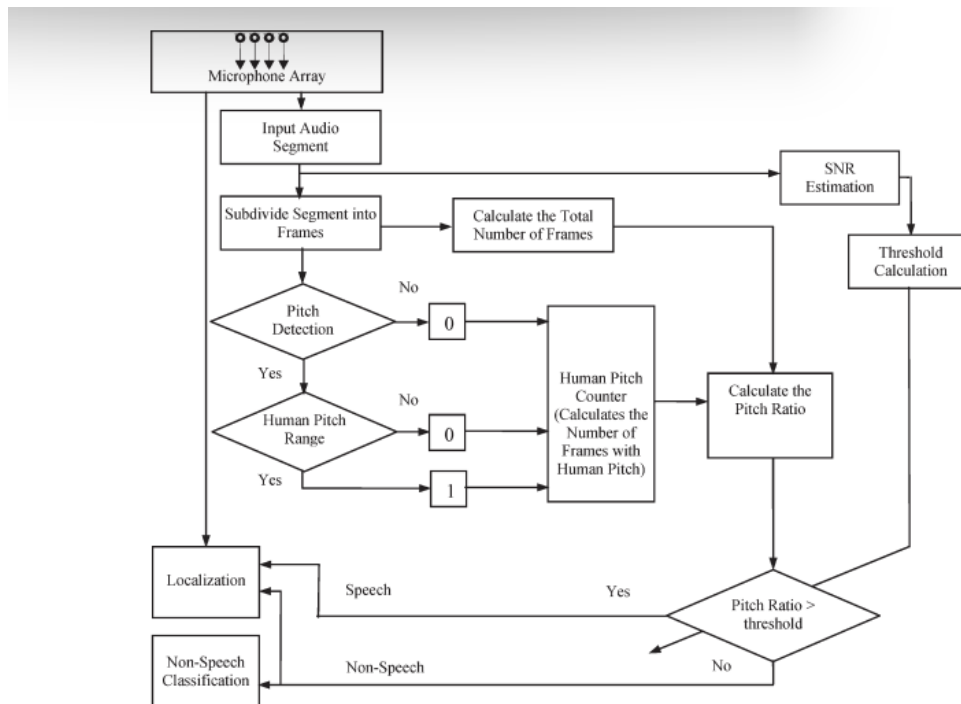 Microphone Array
Input Audio
Segment
SNR
Estimation
Subdivide Segment into
Frames
Calculate the Total
Number of Frames
Threshold
Calculation
No
Pitch
Detection
0
Yes
Human Pitch
Counter
(Calculates the
Number of
Frames with
Human Pitch)
Calculate the
Pitch Ratio
No
Human Pitch
Range
0
Yes
1
Localization
Speech
Yes
Pitch Ratio >
threshold
Non-Speech
Classification
Non-Speech
No